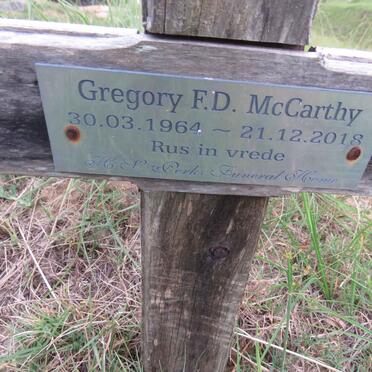 Gregory F.D. McCarthy
30.03.1964 ~ 21.12.2018
Rus in vrede
Funeral Home